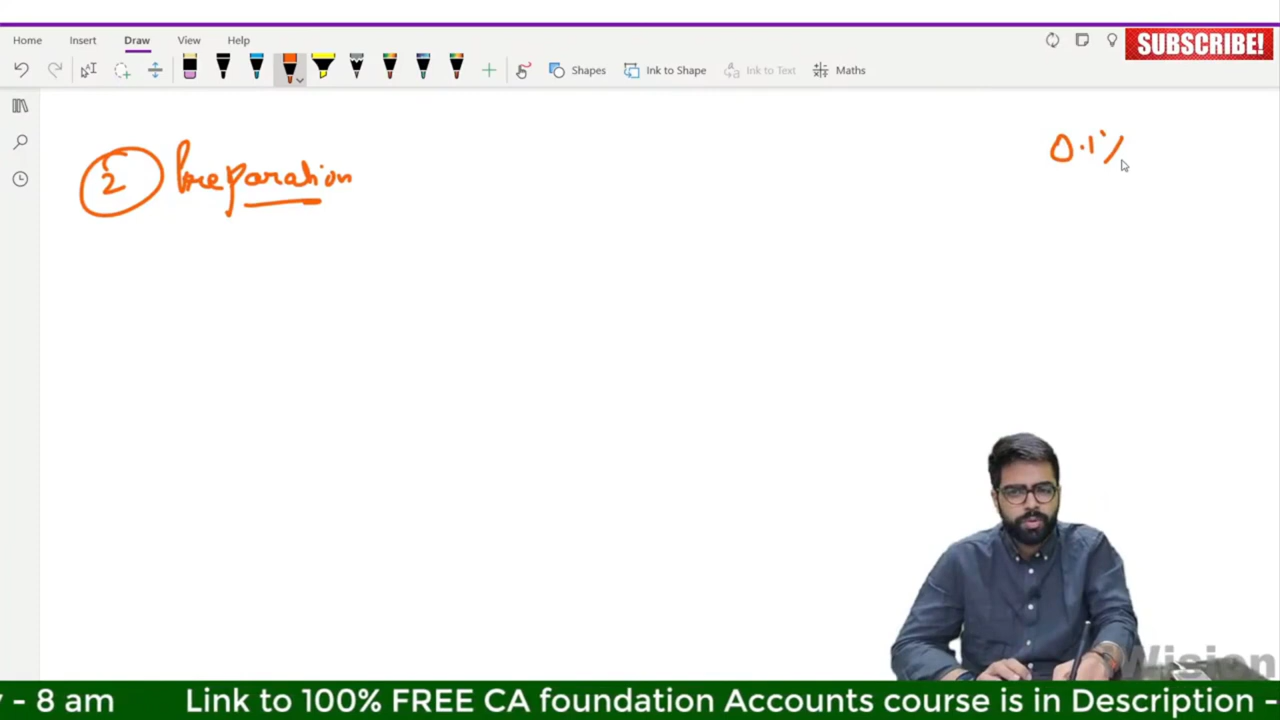 Home Insert Draw View Help
SUBSCRIBE!
Shapes Ink to Shape Ink to Text Maths
0.1%
2 Preparation
Wision
- 8 am Link to 100% FREE CA foundation Accounts course is in Description -